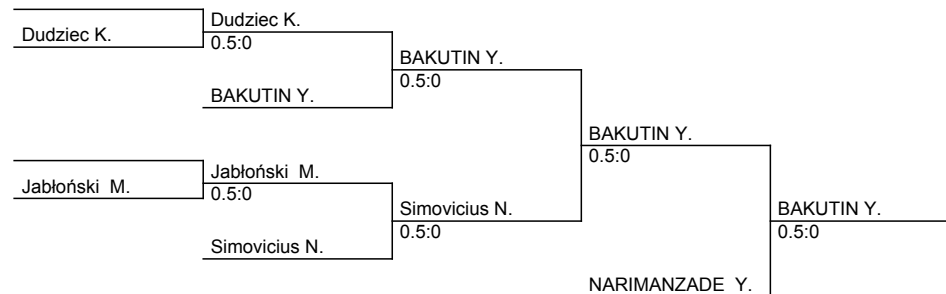 Dudziec K.
Dudziec K.
0.5:0
BAKUTIN Y.
0.5:0
BAKUTIN Y.
BAKUTIN Y.
0.5:0
Jabłoński  M.
Jabłoński  M.
0.5:0
Simovicius N.
0.5:0
Simovicius N.
BAKUTIN Y.
0.5:0
NARIMANZADE  Y.